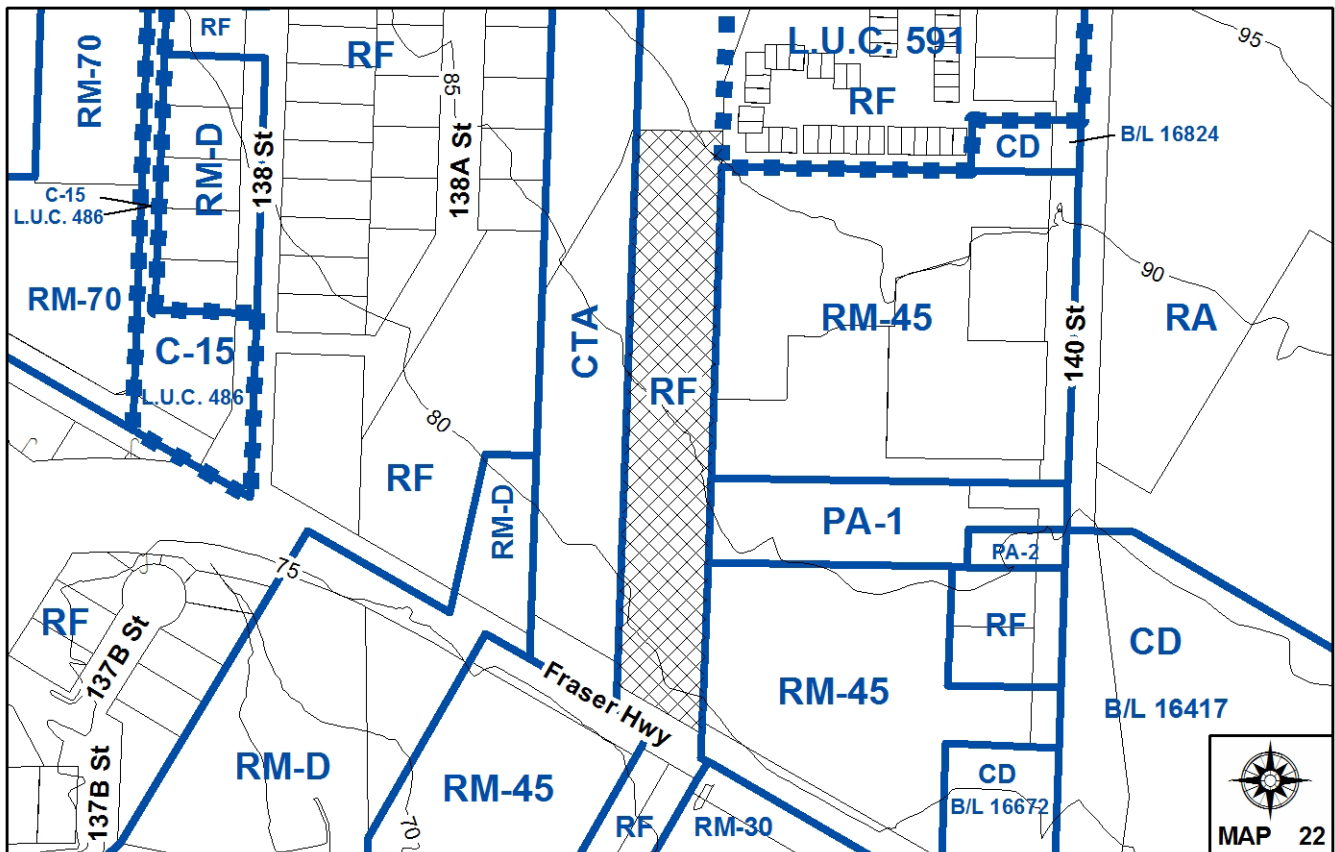 RF
RF
L.U.C. 591
95
RM-70
85
RF
RM-D
138 St
138A St
CD
B/L 16824
C-15
L.U.C. 486
RM-70
90
C-15
L.U.C. 486
CTA
RM-45
140 St
RA
RF
80
RF
RM-D
PA-1
PA-2
75
RF
137B St
RF
CD
RM-45
B/L 16417
Fraser Hwy
RM-D
RM-45
CD
B/L 16672
137B St
70
RF
RM-30
MAP 22